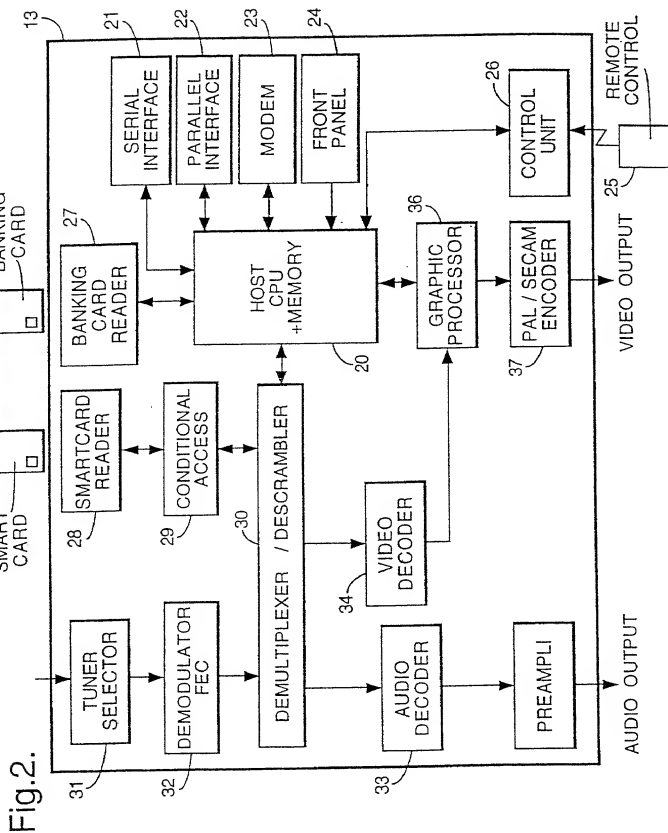 Fig.2.
SMART
CARD
BANKING
CARD
13
31
TUNER
SELECTOR
28
SMARTCARD
READER
27
BANKING
CARD
READER
21
SERIAL
INTERFACE
22
PARALLEL
INTERFACE
23
MODEM
24
FRONT
PANEL
32
DEMODULATOR
FEC
29
CONDITIONAL
ACCESS
HOST
CPU
+MEMORY
20
30
DEMULTIPLEXER / DESCRAMBLER
33
AUDIO
DECODER
34
VIDEO
DECODER
36
GRAPHIC
PROCESSOR
26
CONTROL
UNIT
PREAMPLI
37
PAL / SECAM
ENCODER
25
REMOTE
CONTROL
AUDIO OUTPUT
VIDEO OUTPUT